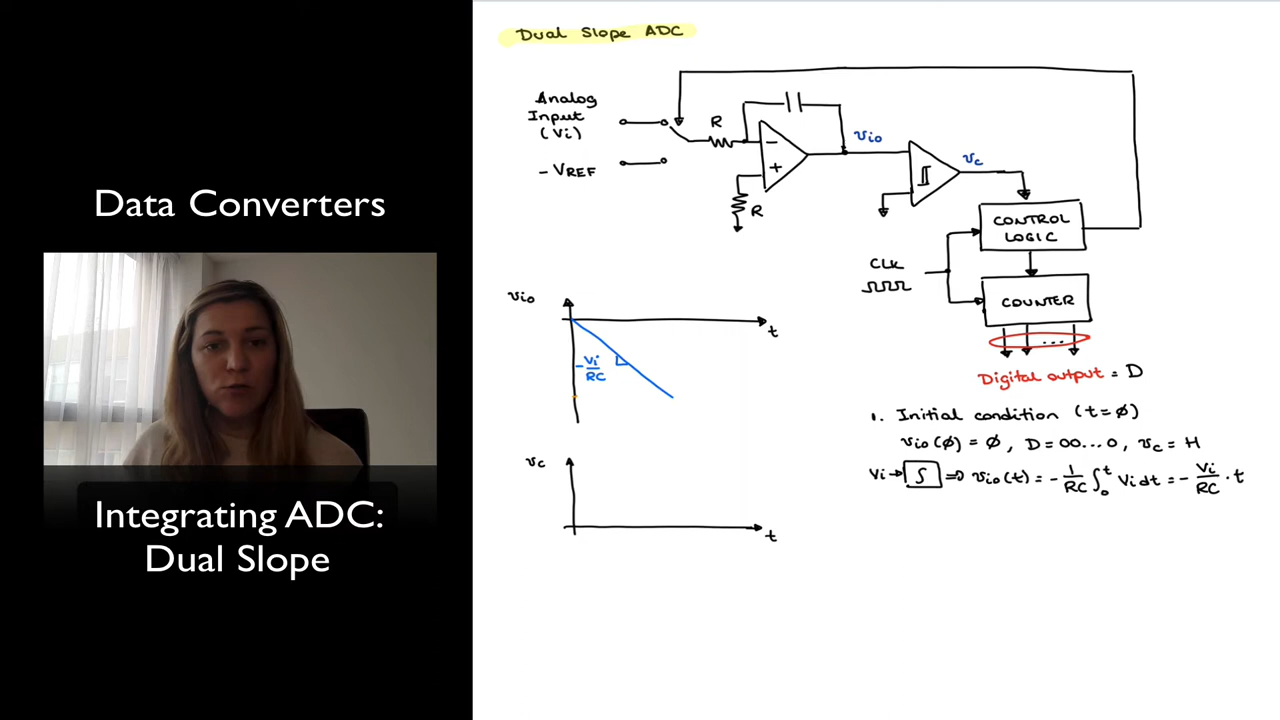 Data Converters
Integrating ADC:
Dual Slope
Dual Slope ADC
Analog
Input
(Vi)
- VREF
R
-
+
R
vio
vc
CONTROL
LOGIC
CLK
COUNTER
...
Digital output = D
vio
t
-Vi/RC
vc
t
1. Initial condition (t=∅)
vio(∅) = ∅, D=00...0, vc = H
Vi → ∫ ⇒ vio(t) = - 1/RC ∫₀ᵗ Vi dt = - Vi/RC · t